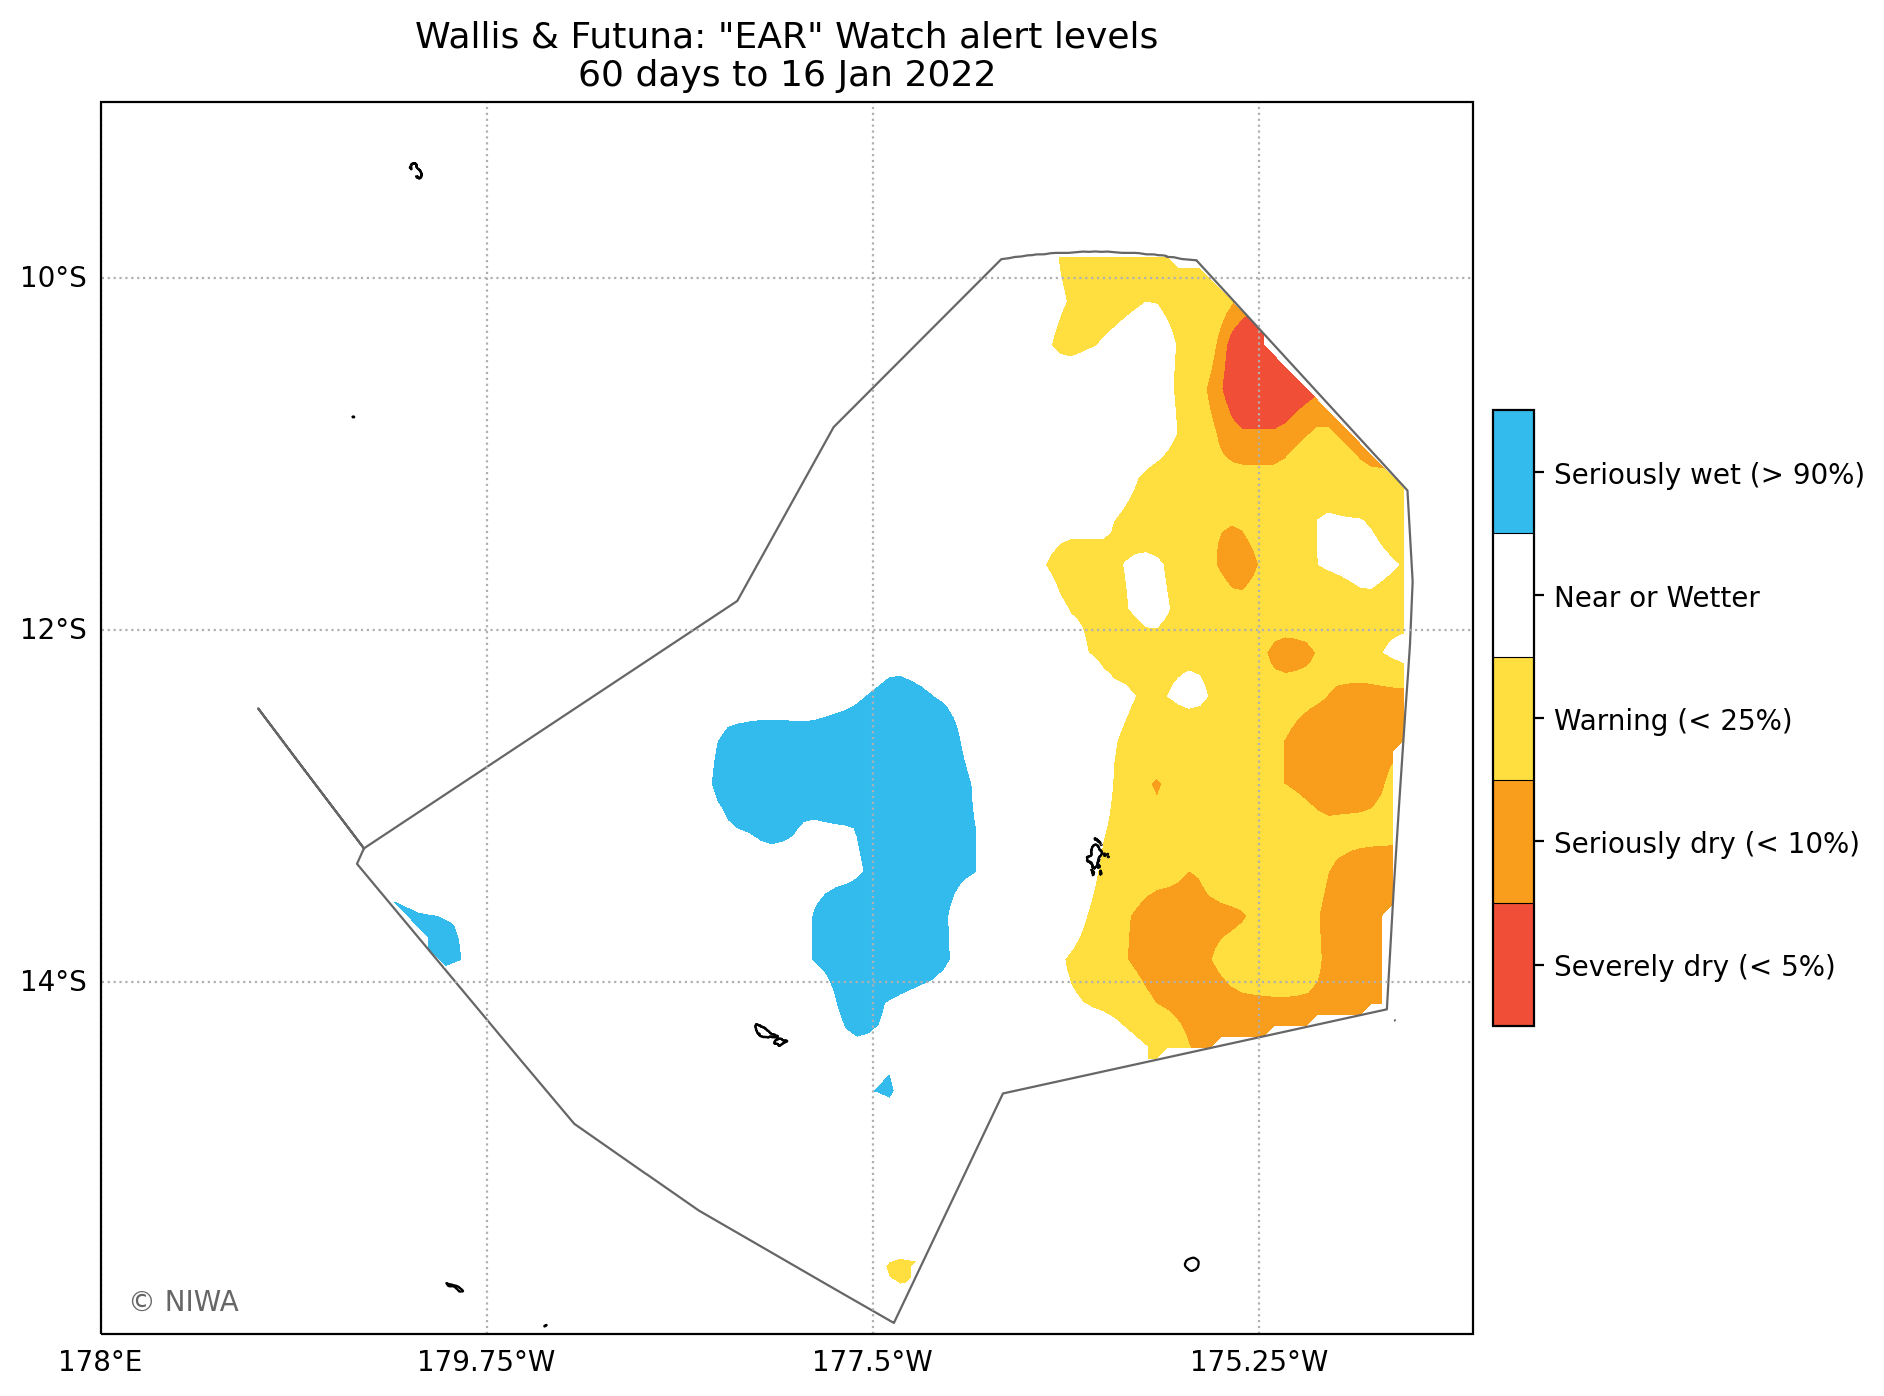 Wallis & Futuna: "EAR" Watch alert levels
60 days to 16 Jan 2022
10°S
12°S
14°S
178°E
179.75°W
177.5°W
175.25°W
Seriously wet (> 90%)
Near or Wetter
Warning (< 25%)
Seriously dry (< 10%)
Severely dry (< 5%)
© NIWA